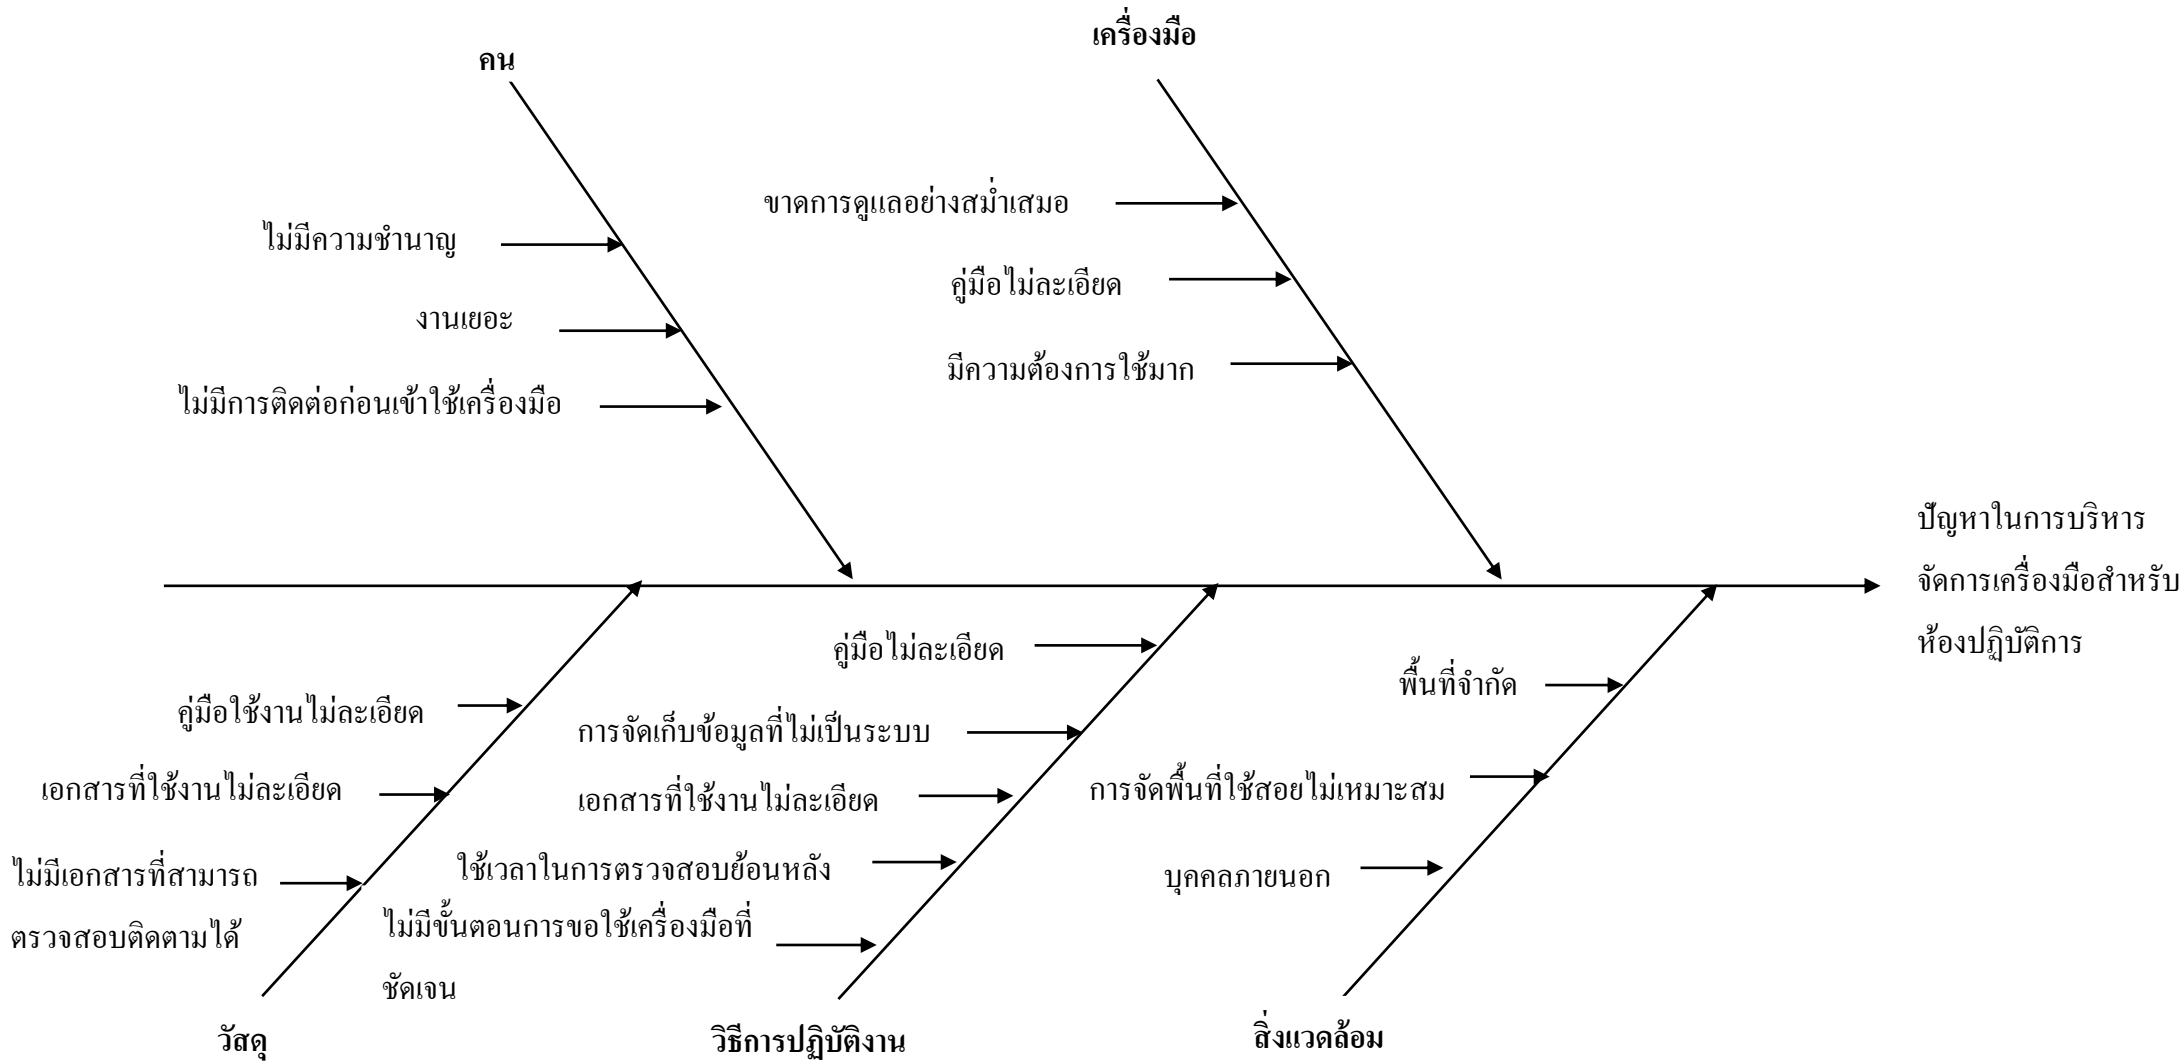 เครื่องมือ
คน
ขาดการดูแลอย่างสม่ำเสมอ
ไม่มีความชำนาญ
คู่มือไม่ละเอียด
งานเยอะ
มีความต้องการใช้มาก
ไม่มีการติดต่อก่อนเข้าใช้เครื่องมือ
ปัญหาในการบริหาร
จัดการเครื่องมือสำหรับ
ห้องปฏิบัติการ
คู่มือไม่ละเอียด
พื้นที่จำกัด
คู่มือใช้งานไม่ละเอียด
การจัดเก็บข้อมูลที่ไม่เป็นระบบ
เอกสารที่ใช้งานไม่ละเอียด
การจัดพื้นที่ใช้สอยไม่เหมาะสม
เอกสารที่ใช้งานไม่ละเอียด
ใช้เวลาในการตรวจสอบย้อนหลัง
ไม่มีเอกสารที่สามารถ
ตรวจสอบติดตามได้
บุคคลภายนอก
ไม่มีขั้นตอนการขอใช้เครื่องมือที่
ชัดเจน
วัสดุ
วิธีการปฏิบัติงาน
สิ่งแวดล้อม